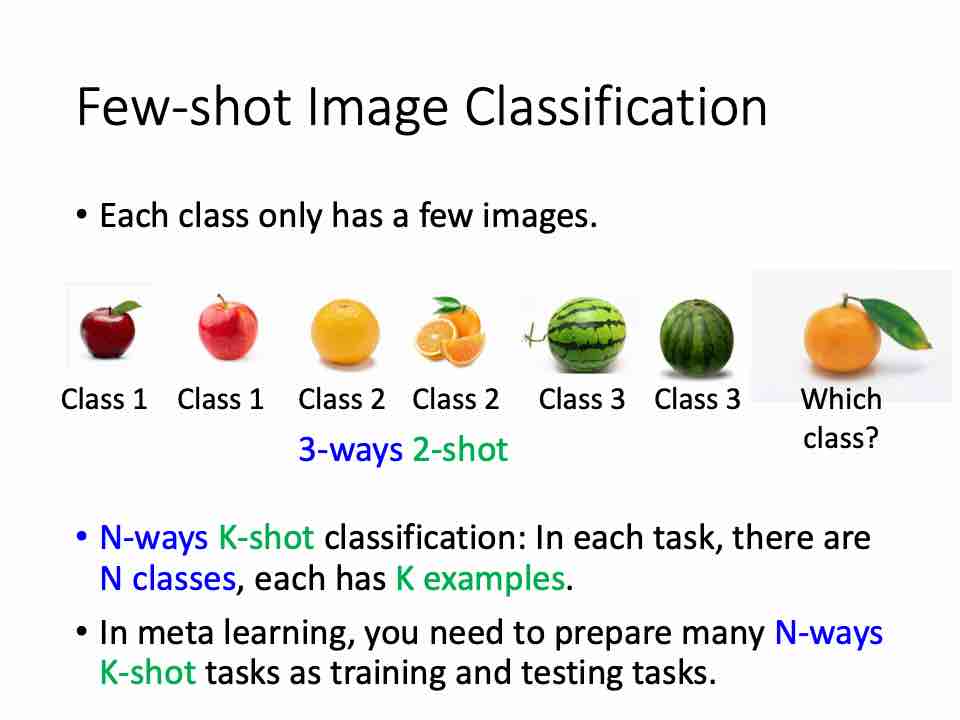 Few-shot Image Classification
• Each class only has a few images.
Class 1 Class 1 Class 2 Class 2 Class 3 Class 3 Which
class?
3-ways 2-shot
• N-ways K-shot classification: In each task, there are
N classes, each has K examples.
• In meta learning, you need to prepare many N-ways
K-shot tasks as training and testing tasks.